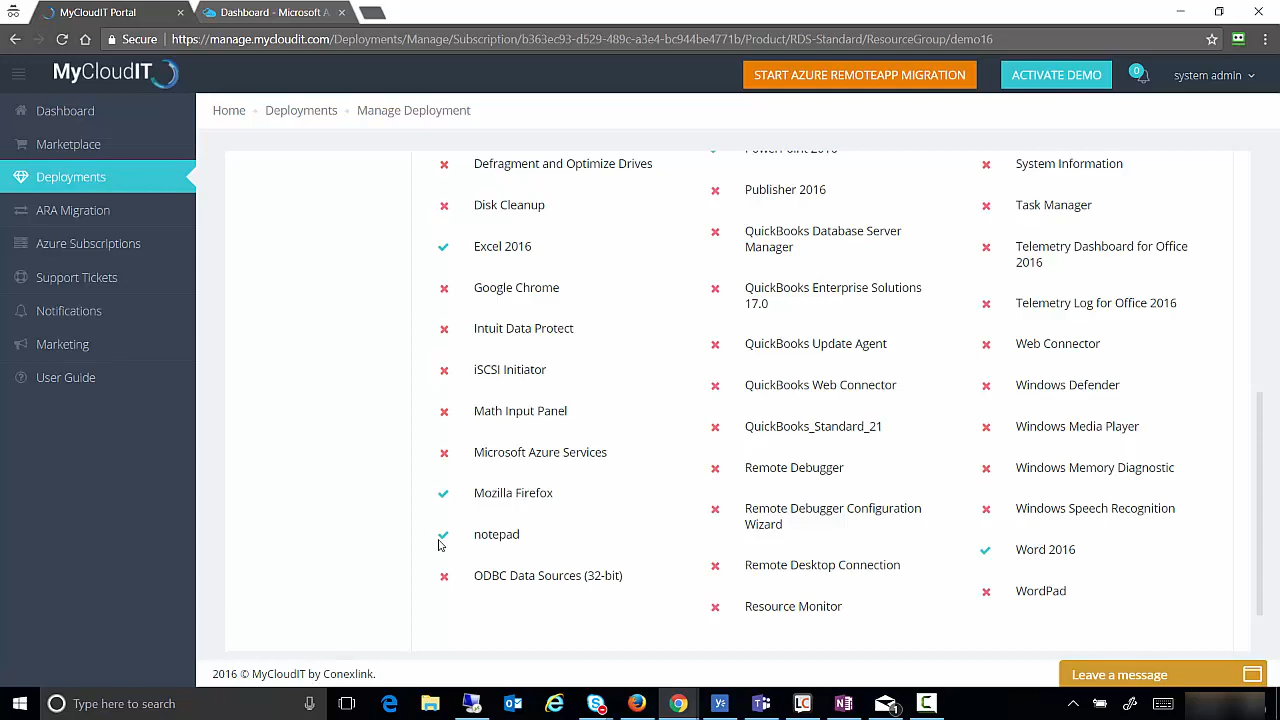 MyCloudIT Portal
Dashboard - Microsoft A
Secure
https://manage.mycloudit.com/Deployments/Manage/Subscription/b363ec93-d529-489c-a3e4-bc944be4771b/Product/RDS-Standard/ResourceGroup/demo16
MyCloudIT
START AZURE REMOTEAPP MIGRATION
ACTIVATE DEMO
0
system admin
Dashboard
Marketplace
Deployments
ARA Migration
Azure Subscriptions
Support Tickets
Notifications
Marketing
User Guide
Home
Deployments
Manage Deployment
Defragment and Optimize Drives
Disk Cleanup
Excel 2016
Google Chrome
Intuit Data Protect
iSCSI Initiator
Math Input Panel
Microsoft Azure Services
Mozilla Firefox
notepad
ODBC Data Sources (32-bit)
PowerPoint 2016
Publisher 2016
QuickBooks Database Server
Manager
QuickBooks Enterprise Solutions
17.0
QuickBooks Update Agent
QuickBooks Web Connector
QuickBooks_Standard_21
Remote Debugger
Remote Debugger Configuration
Wizard
Remote Desktop Connection
Resource Monitor
System Information
Task Manager
Telemetry Dashboard for Office
2016
Telemetry Log for Office 2016
Web Connector
Windows Defender
Windows Media Player
Windows Memory Diagnostic
Windows Speech Recognition
Word 2016
WordPad
2016 © MyCloudIT by Conexlink.
Leave a message
Type here to search